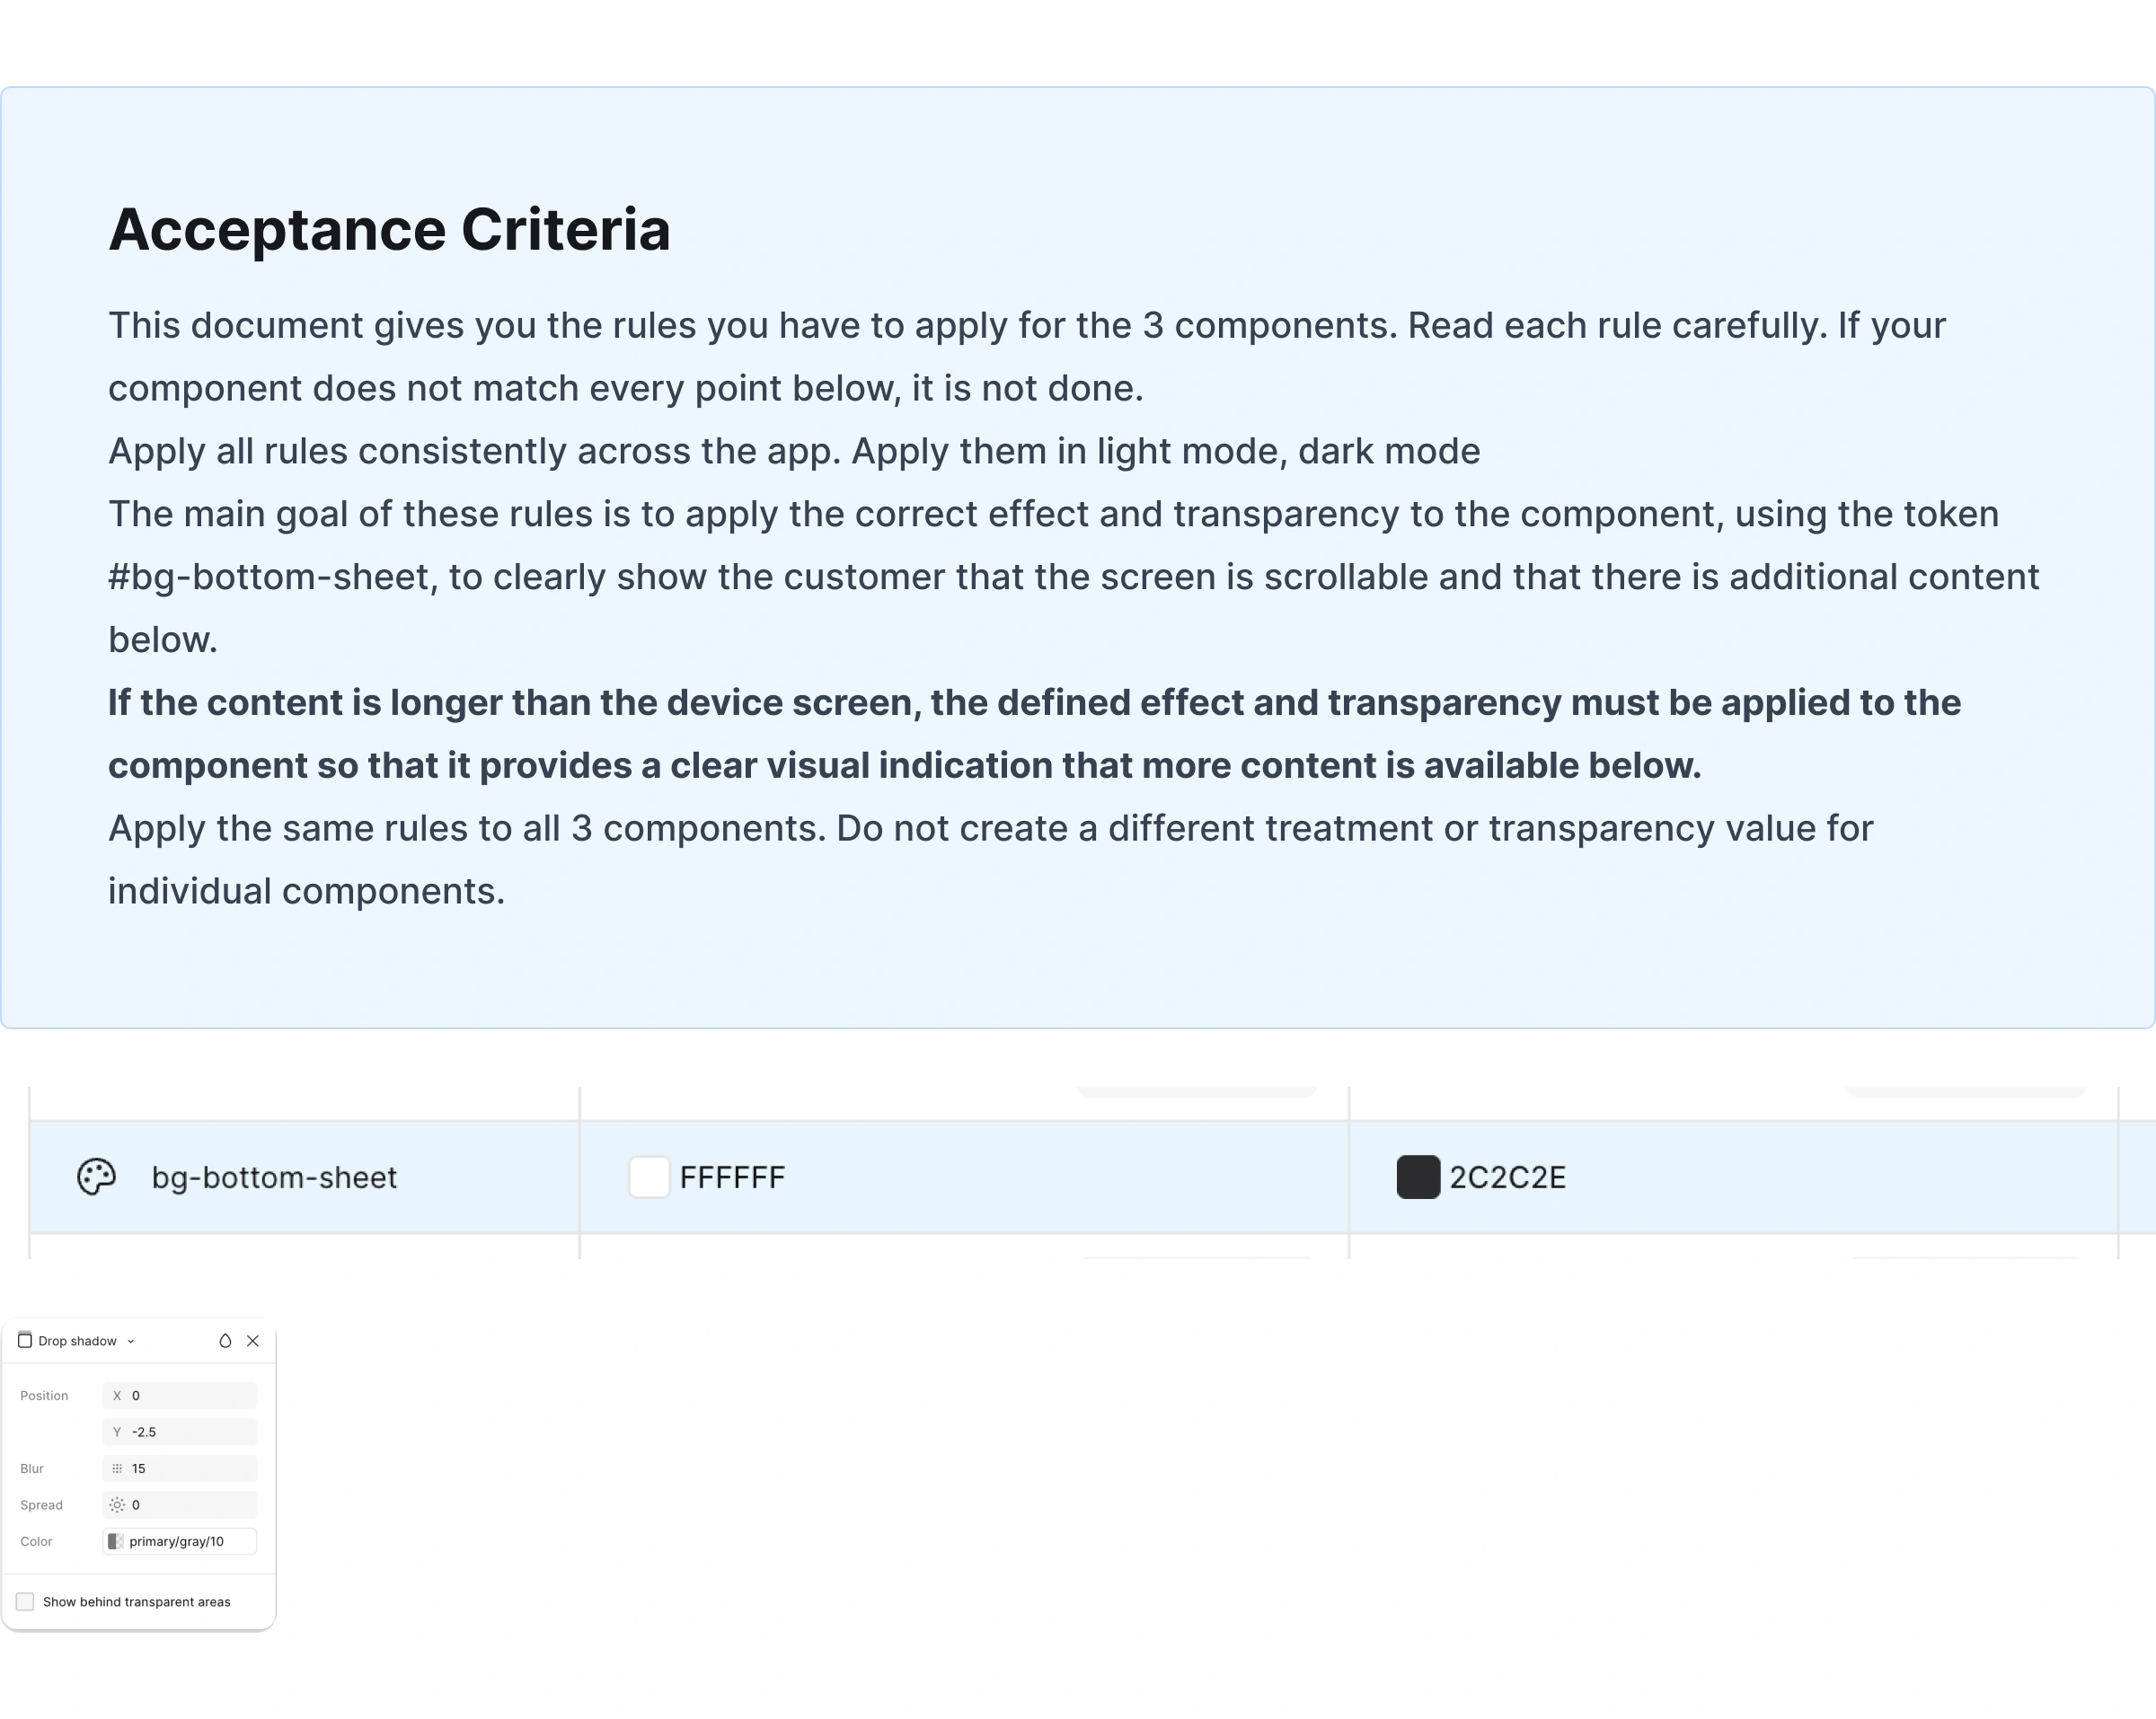 Acceptance Criteria
This document gives you the rules you have to apply for the 3 components. Read each rule carefully. If your
component does not match every point below, it is not done.
Apply all rules consistently across the app. Apply them in light mode, dark mode
The main goal of these rules is to apply the correct effect and transparency to the component, using the token
#bg-bottom-sheet, to clearly show the customer that the screen is scrollable and that there is additional content
below.
If the content is longer than the device screen, the defined effect and transparency must be applied to the
component so that it provides a clear visual indication that more content is available below.
Apply the same rules to all 3 components. Do not create a different treatment or transparency value for
individual components.
bg-bottom-sheet FFFFFF 2C2C2E
Drop shadow
Position X 0
Y -2.5
Blur 15
Spread 0
Color primary/gray/10
Show behind transparent areas